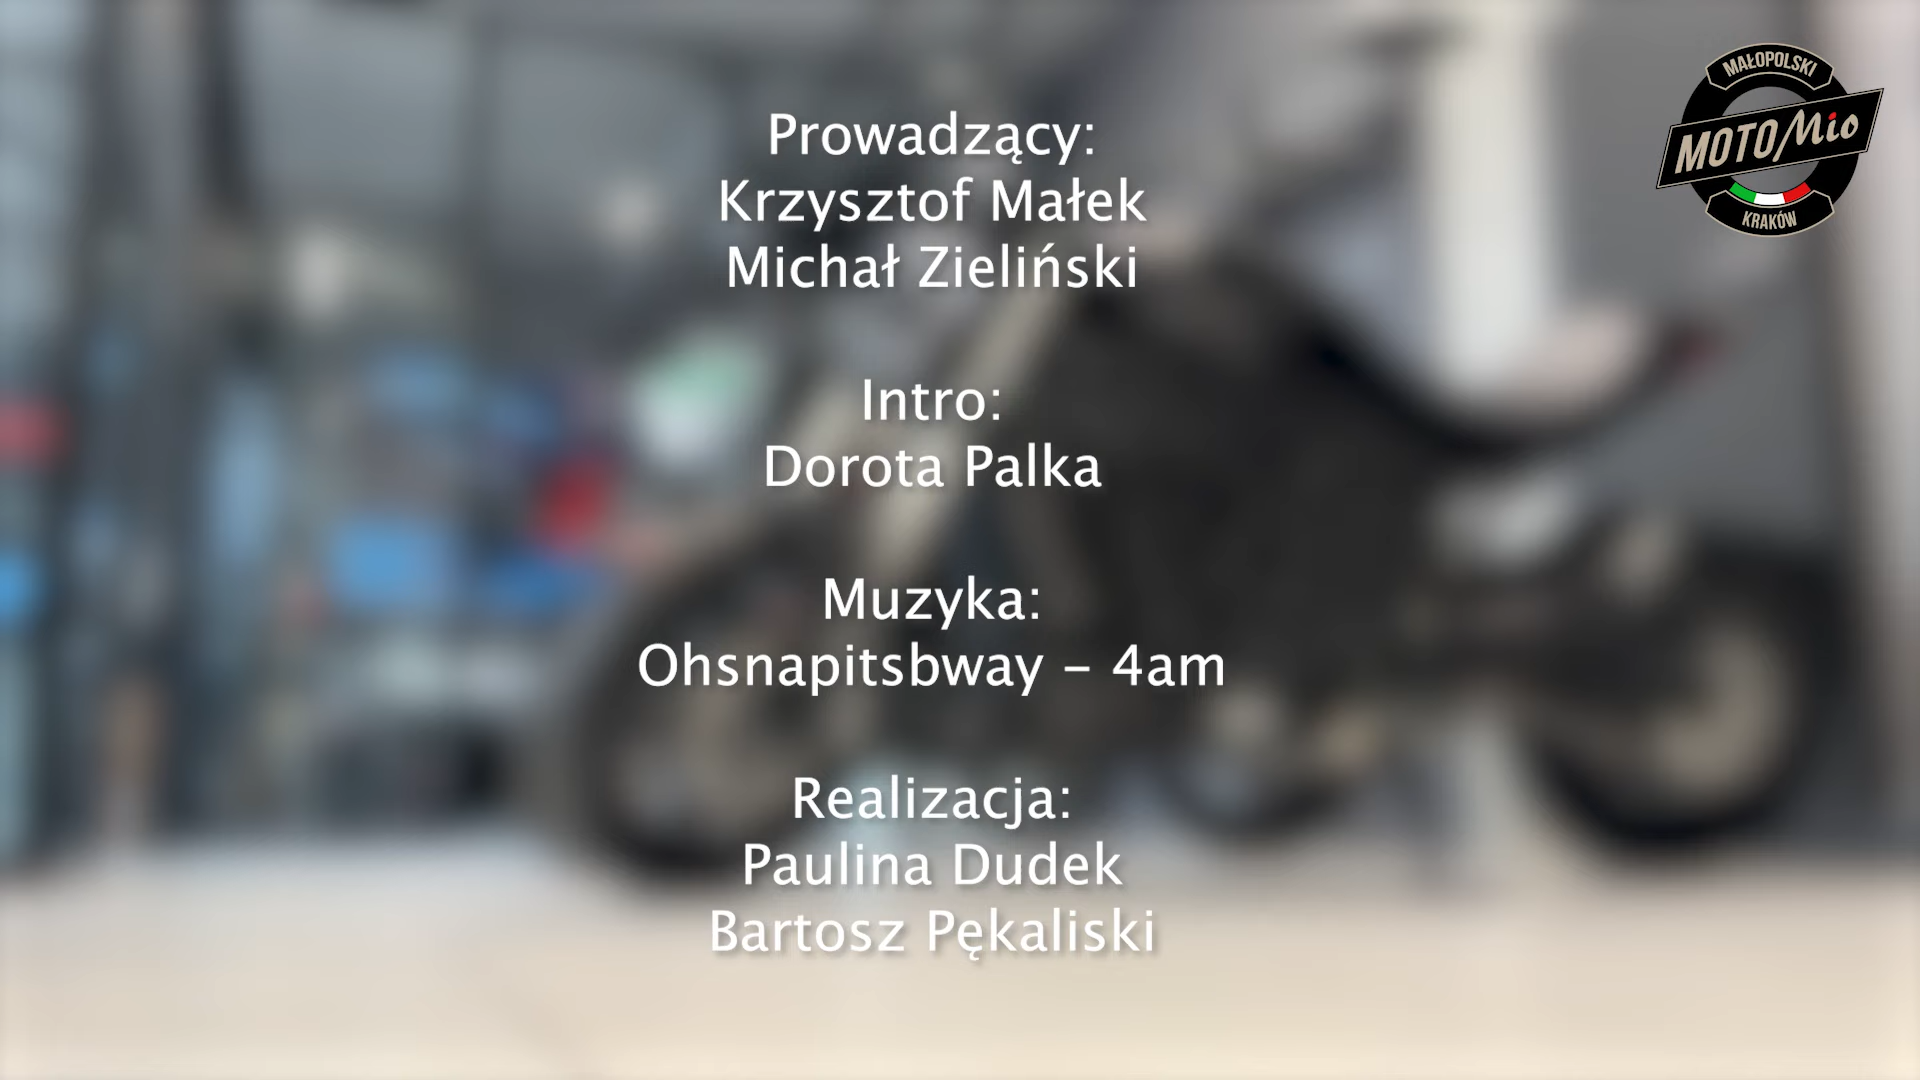 Prowadzący:
Krzysztof Małek
Michał Zieliński
Intro:
Dorota Palka
Muzyka:
Ohsnapitsbway – 4am
Realizacja:
Paulina Dudek
Bartosz Pękaliski
MAŁOPOLSKI
MOTO/Mio
KRAKÓW